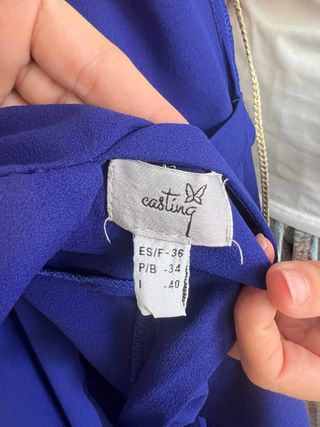 casting
ES/F - 36
P/B - 34
I - 40